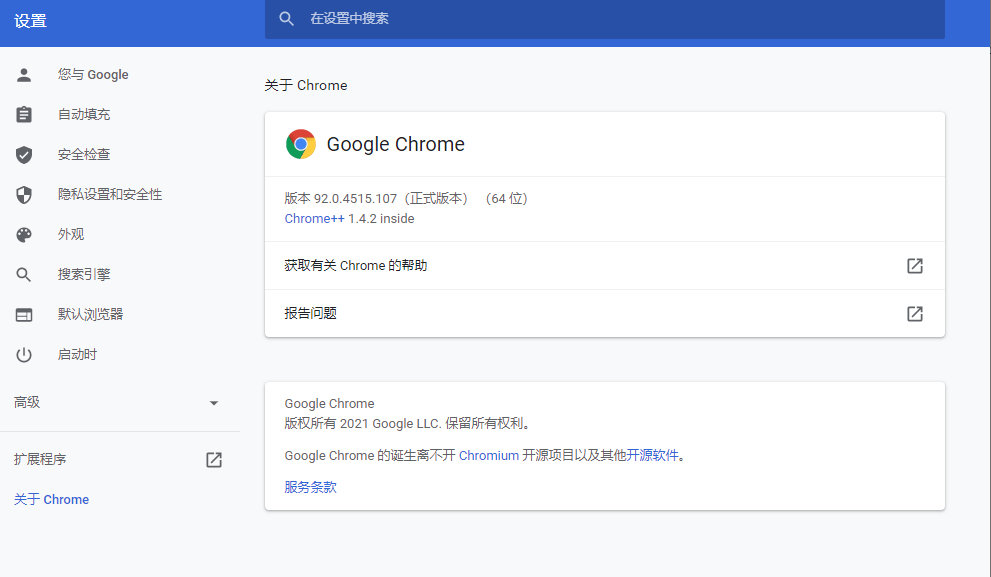 设置
在设置中搜索
您与 Google
自动填充
安全检查
隐私设置和安全性
外观
搜索引擎
默认浏览器
启动时
高级
扩展程序
关于 Chrome
关于 Chrome
Google Chrome
版本 92.0.4515.107（正式版本） （64 位）
Chrome++ 1.4.2 inside
获取有关 Chrome 的帮助
报告问题
Google Chrome
版权所有 2021 Google LLC. 保留所有权利。
Google Chrome 的诞生离不开 Chromium 开源项目以及其他开源软件。
服务条款